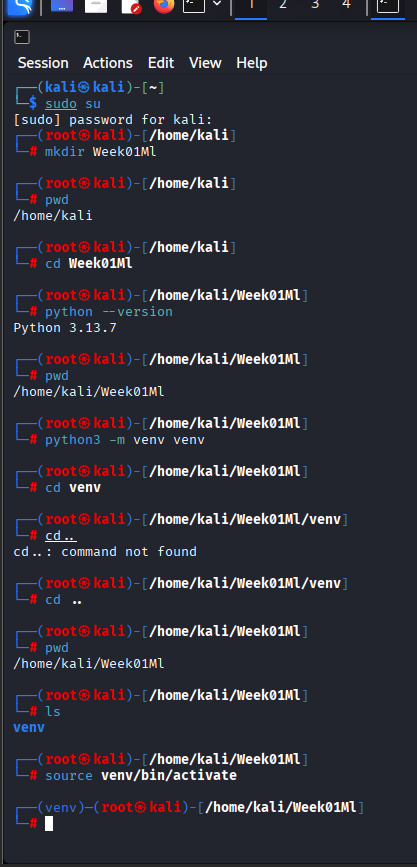 1 2 3 4
Session Actions Edit View Help
┌──(kali㉿kali)-[~]
└─$ sudo su
[sudo] password for kali:
┌──(root㉿kali)-[/home/kali]
└─# mkdir Week01Ml
┌──(root㉿kali)-[/home/kali]
└─# pwd
/home/kali
┌──(root㉿kali)-[/home/kali]
└─# cd Week01Ml
┌──(root㉿kali)-[/home/kali/Week01Ml]
└─# python --version
Python 3.13.7
┌──(root㉿kali)-[/home/kali/Week01Ml]
└─# pwd
/home/kali/Week01Ml
┌──(root㉿kali)-[/home/kali/Week01Ml]
└─# python3 -m venv venv
┌──(root㉿kali)-[/home/kali/Week01Ml]
└─# cd venv
┌──(root㉿kali)-[/home/kali/Week01Ml/venv]
└─# cd..
cd..: command not found
┌──(root㉿kali)-[/home/kali/Week01Ml/venv]
└─# cd ..
┌──(root㉿kali)-[/home/kali/Week01Ml]
└─# pwd
/home/kali/Week01Ml
┌──(root㉿kali)-[/home/kali/Week01Ml]
└─# ls
venv
┌──(root㉿kali)-[/home/kali/Week01Ml]
└─# source venv/bin/activate
┌──(venv)─(root㉿kali)-[/home/kali/Week01Ml]
└─#